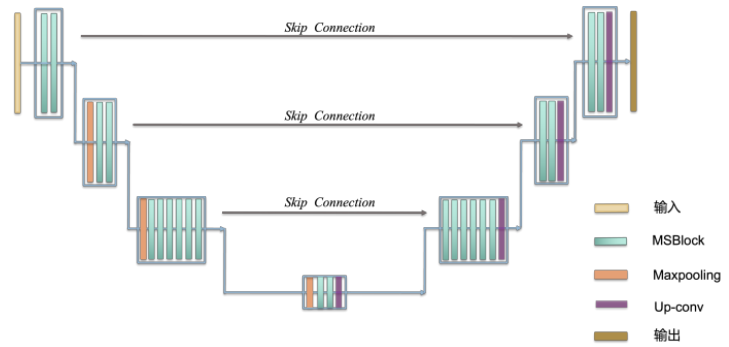 Skip Connection
Skip Connection
Skip Connection
输入
MSBlock
Maxpooling
Up-conv
输出